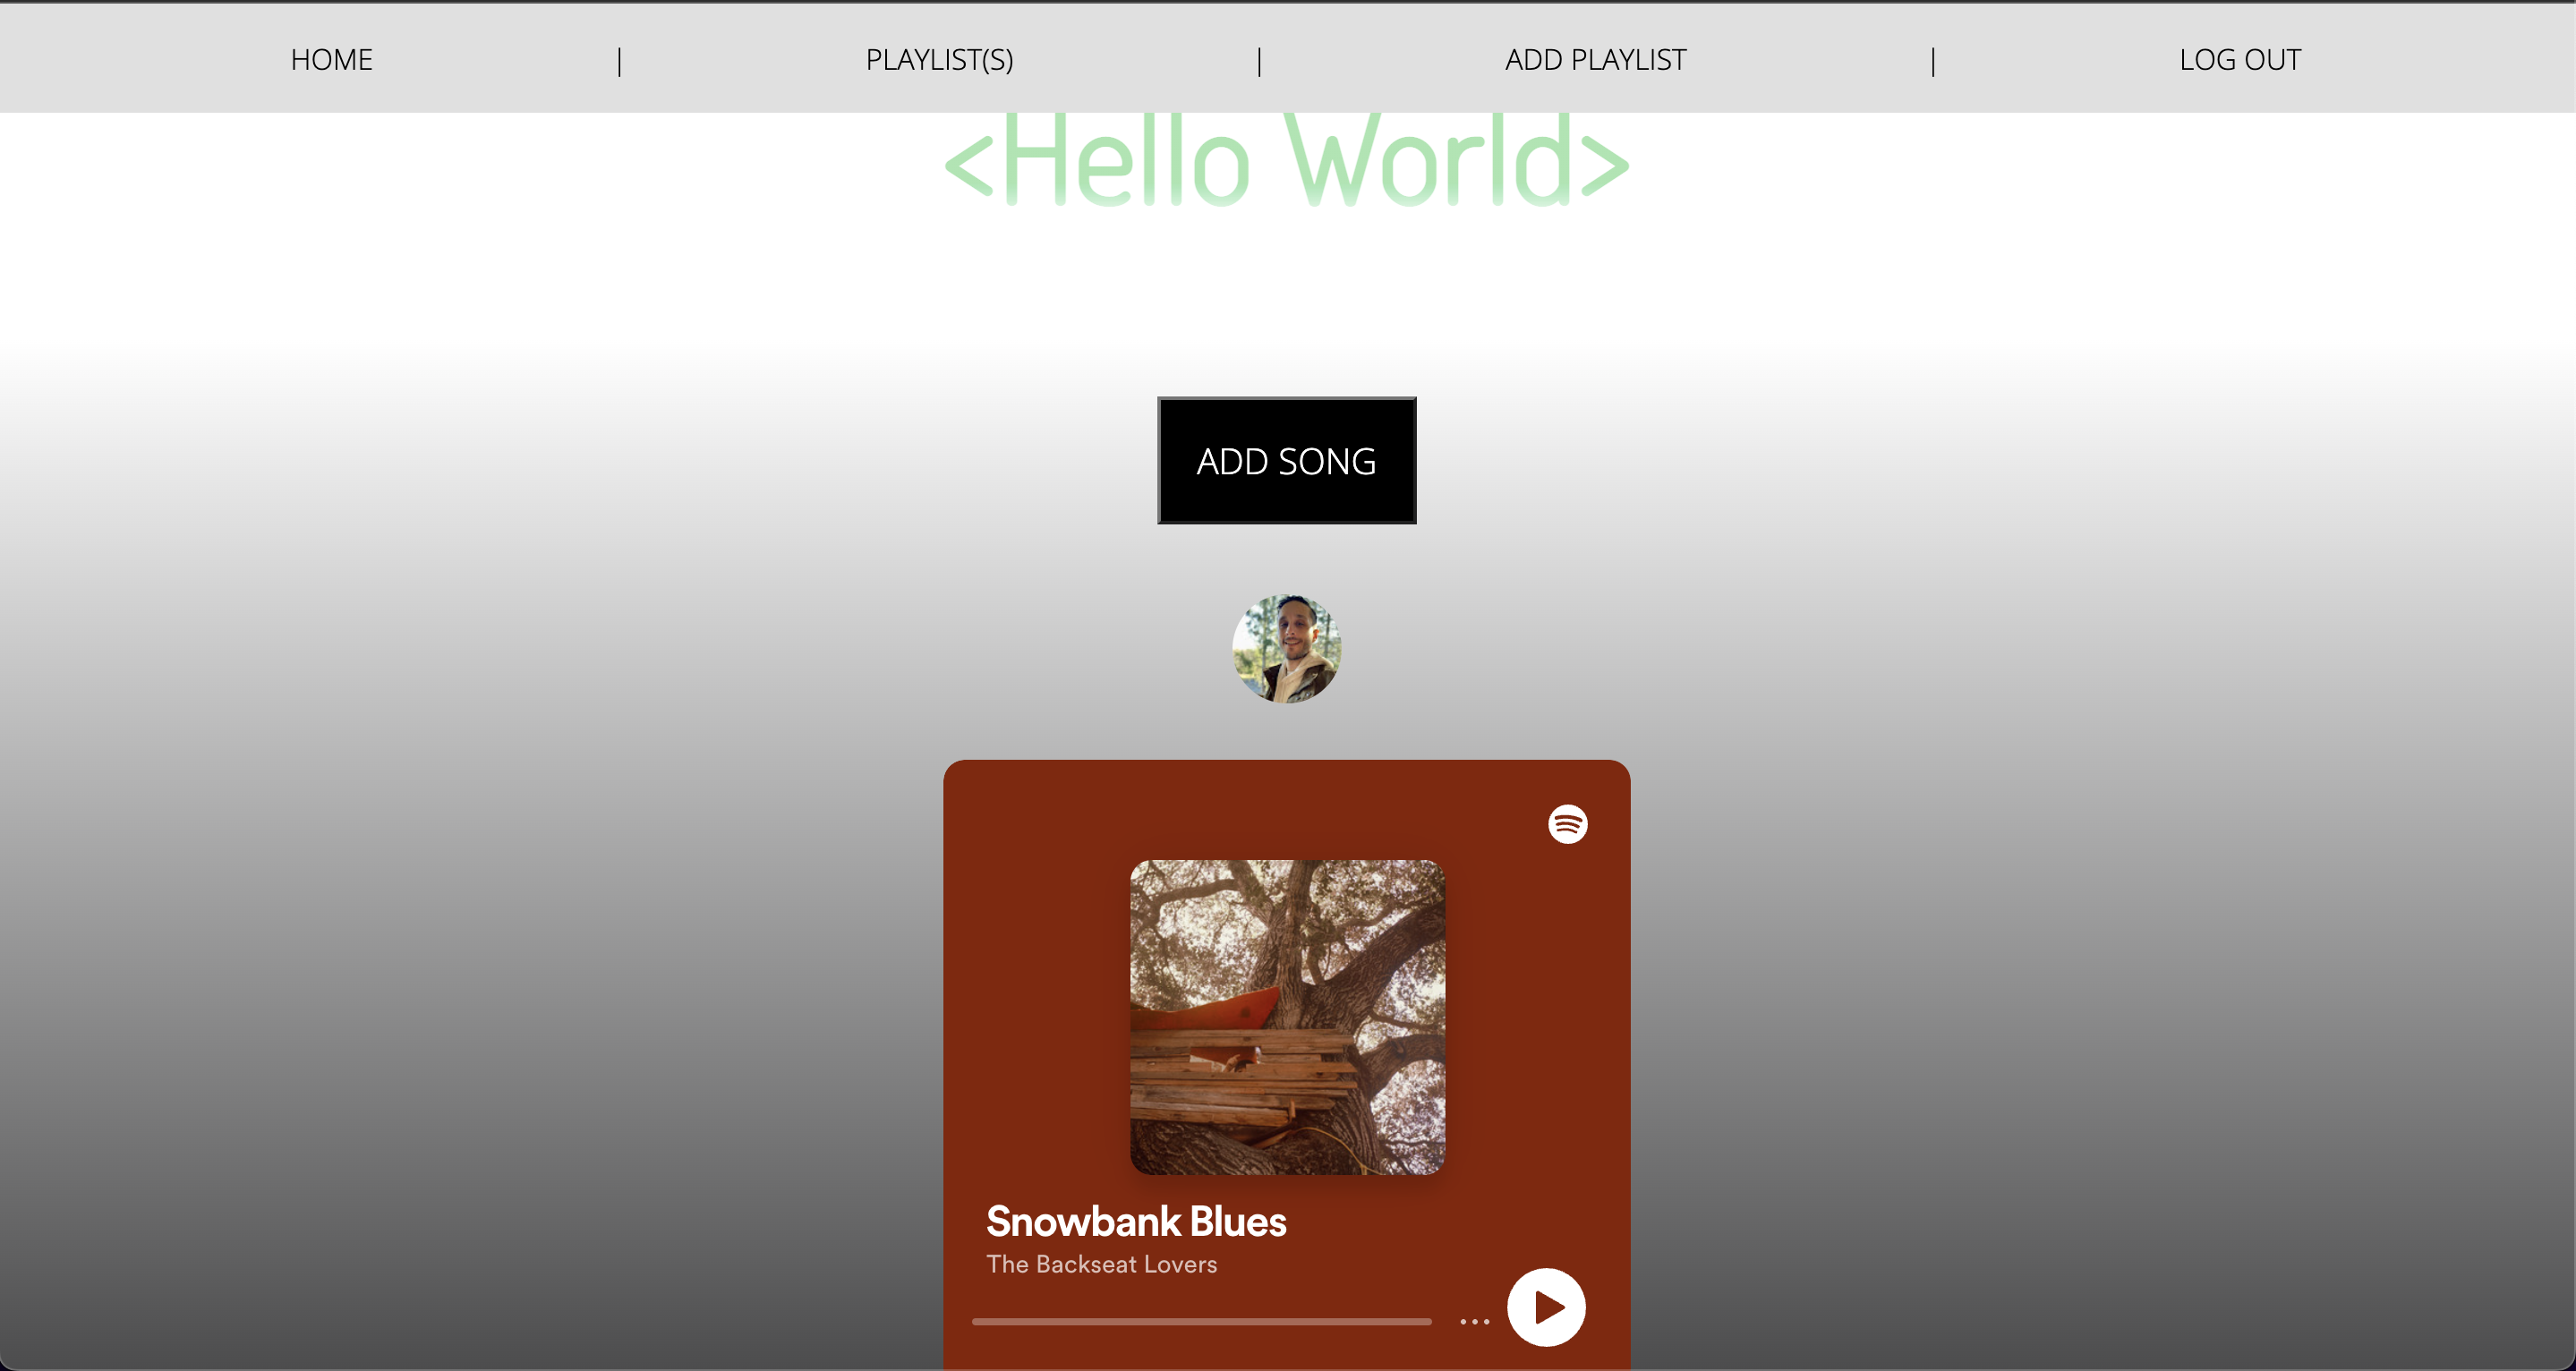 HOME | PLAYLIST(S) | ADD PLAYLIST | LOG OUT
<Hello World>
ADD SONG
Snowbank Blues
The Backseat Lovers